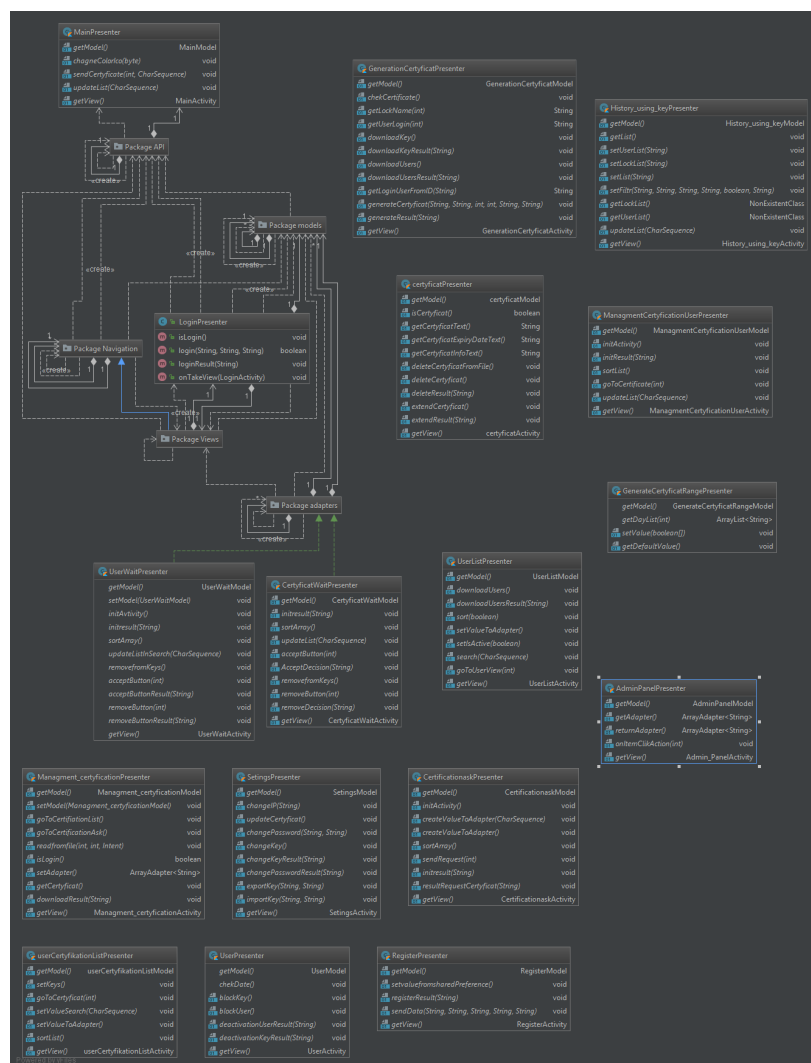 MainPresenter
getModel() MainModel
chagneColorIco(byte) void
sendCertyficate(int, CharSequence) void
updateList(CharSequence) void
getView() MainActivity
GenerationCertyficatPresenter
getModel() GenerationCertyficatModel
chekCertificate() void
getLockName(int) String
getUserLogin(int) String
downloadKey() void
downloadKeyResult(String) void
downloadUsers() void
downloadUsersResult(String) void
getLoginUserFromID(String) String
generateCertyficat(String, String, int, int, String, String) void
generateResult(String) void
getView() GenerationCertyficatActivity
History_using_keyPresenter
getModel() History_using_keyModel
getList() void
setUserList(String) void
setLockList(String) void
setList(String) void
setFiltr(String, String, String, String, boolean, String) void
getLockList() NonExistentClass
getUserList() NonExistentClass
updateList(CharSequence) void
getView() History_using_keyActivity
Package API
«create»
Package models
«create»
«create»
«create»
certyficatPresenter
getModel() certyficatModel
isCertyficat() boolean
getCertyficatText() String
getCertyficatExpiryDateText() String
getCertyficatInfoText() String
deleteCertyficatFromFile() void
deleteCertyficat() void
deleteResult(String) void
extendCertyficat() void
extendResult(String) void
getView() certyficatActivity
ManagmentCertyficationUserPresenter
getModel() ManagmentCertyficationUserModel
initActivity() void
initResult(String) void
sortList() void
goToCertificate(int) void
updateList(CharSequence) void
getView() ManagmentCertyficationUserActivity
LoginPresenter
isLogin() void
login(String, String, String) boolean
loginResult(String) void
onTakeView(LoginActivity) void
Package Navigation
«create»
«create»
Package Views
Package adapters
«create»
GenerateCertyficatRangePresenter
getModel() GenerateCertyficatRangeModel
getDayList(int) ArrayList<String>
setValue(boolean[]) void
getDefaultValue() void
UserWaitPresenter
getModel() UserWaitModel
setModel(UserWaitModel) void
initAvtivity() void
initresult(String) void
sortArray() void
updateListInSearch(CharSequence) void
removefromKeys() void
acceptButton(int) void
acceptButtonResult(String) void
removeButton(int) void
removeButtonResult(String) void
getView() UserWaitActivity
CertyficatWaitPresenter
getModel() CertyficatWaitModel
initresult(String) void
sortArray() void
updateList(CharSequence) void
acceptButton() void
AcceptDecision(String) void
removefromKeys() void
removeButton(int) void
removeDecision(String) void
getView() CertyficatWaitActivity
UserListPresenter
getModel() UserListModel
downloadUsers() void
downloadUsersResult(String) void
sort(boolean) void
setValueToAdapter() void
setIsActive(boolean) void
search(CharSequence) void
goToUserView(int) void
getView() UserListActivity
AdminPanelPresenter
getModel() AdminPanelModel
getAdapter() ArrayAdapter<String>
returnAdapter() ArrayAdapter<String>
onItemClikAction(int) void
getView() Admin_PanelActivity
Managment_certyficationPresenter
getModel() Managment_certyficationModel
setModel(Managment_certyficationModel) void
goToCertifiationList() void
goToCertificationAsk() void
readfromfile(int, int, Intent) void
isLogin() boolean
setAdapter() ArrayAdapter<String>
getCertyficat() void
downloadResult(String) void
getView() Managment_certyficationActivity
SetingsPresenter
getModel() SetingsModel
changeIP(String) void
updateCertyficat() void
changePassword(String, String) void
changeKey() void
changeKeyResult(String) void
changePasswordResult(String) void
exportKey(String, String) void
importKey(String, String) void
getView() SetingsActivity
CertificationaskPresenter
getModel() CertificationaskModel
initActivity() void
createValueToAdapter(CharSequence) void
createValueToAdapter() void
sortArray() void
sendRequest(int) void
initresult(String) void
resultRequestCertyficat(String) void
getView() CertificationaskActivity
userCertyfikationListPresenter
getModel() userCertyfikationListModel
setKeys() void
goToCertyficat(int) void
setValueSearch(CharSequence) void
setValueToAdapter() void
sortList() void
getView() userCertyfikationListActivity
UserPresenter
getModel() UserModel
chekDate() void
blockKey() void
blockUser() void
deactivationUserResult(String) void
deactivationKeyResult(String) void
getView() UserActivity
RegisterPresenter
getModel() RegisterModel
setvaluefromsharedPreference() void
registerResult(String) void
sendData(String, String, String, String, String) void
getView() RegisterActivity
Powered by yFiles